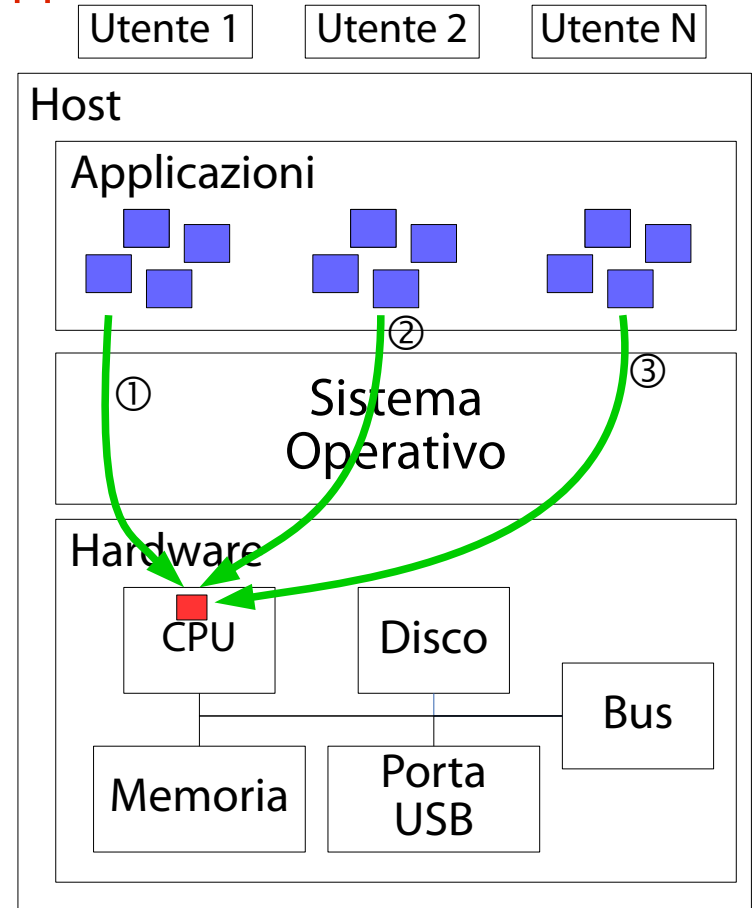 Utente 1
Utente 2
Utente N
Host
Applicazioni
①
②
③
Sistema
Operativo
Hardware
CPU
Disco
Bus
Memoria
Porta
USB